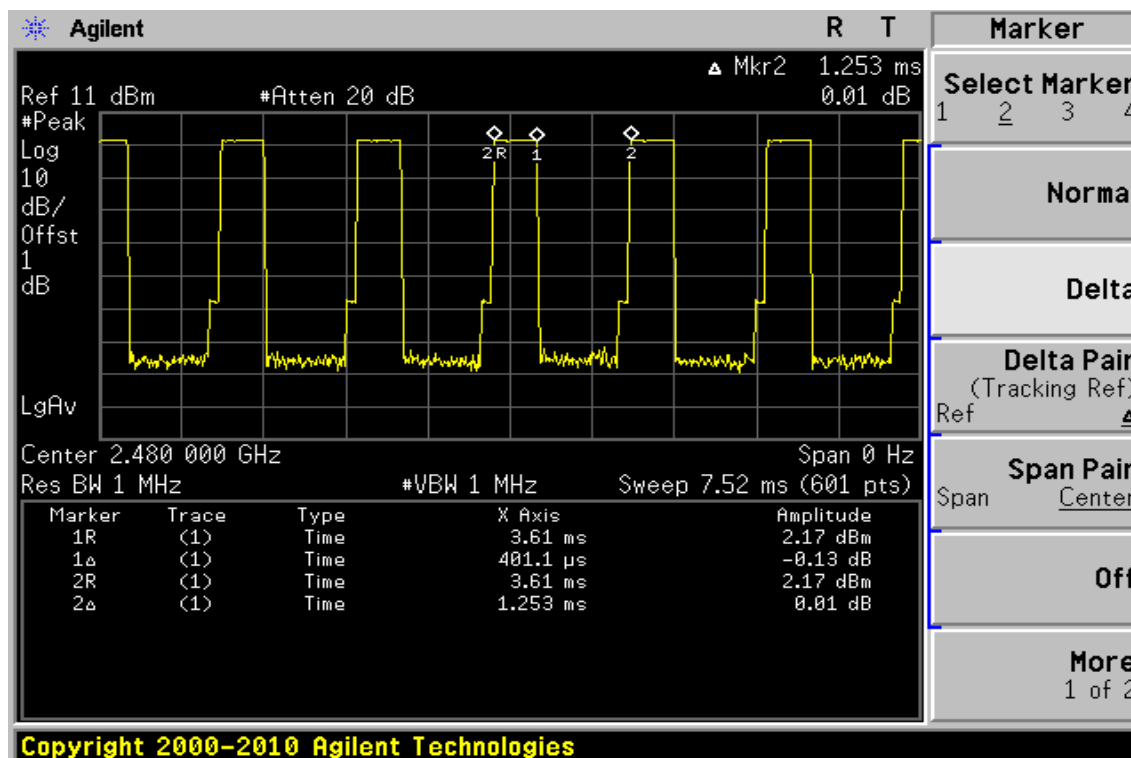 Agilent R T
Δ Mkr2 1.253 ms
Ref 11 dBm #Atten 20 dB 0.01 dB
#Peak
Log
10
dB/
Offst
1
dB
2R 1 2
LgAv
Center 2.480 000 GHz Span 0 Hz
Res BW 1 MHz #VBW 1 MHz Sweep 7.52 ms (601 pts)
Marker Trace Type X Axis Amplitude
1R (1) Time 3.61 ms 2.17 dBm
1Δ (1) Time 401.1 µs -0.13 dB
2R (1) Time 3.61 ms 2.17 dBm
2Δ (1) Time 1.253 ms 0.01 dB
Copyright 2000-2010 Agilent Technologies
Marker
Select Marker
1 2 3 4
Norma
Delta
Delta Pair
(Tracking Ref)
Ref Δ
Span Pair
Span Center
Off
More
1 of 2